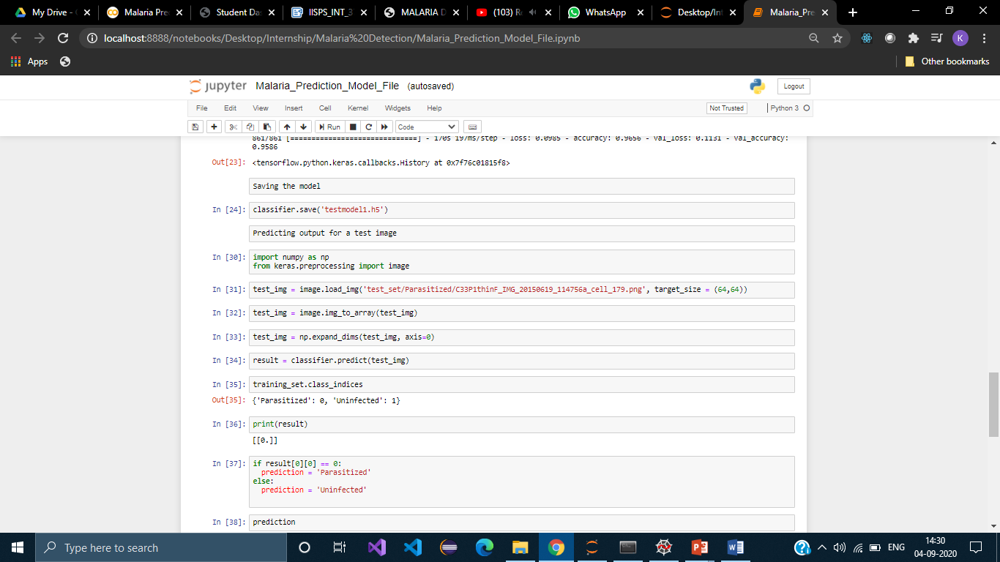 My Drive - G
Malaria Pre
Student Das
IISPS_INT_3
MALARIA D
(103) R
WhatsApp
Desktop/Int
Malaria_Pre
localhost:8888/notebooks/Desktop/Internship/Malaria%20Detection/Malaria_Prediction_Model_File.ipynb
K
Apps
Other bookmarks
jupyter Malaria_Prediction_Model_File (autosaved)
Logout
File Edit View Insert Cell Kernel Widgets Help
Not Trusted
Python 3
Run
Code
861/861 [==============================] - 170s 197ms/step - loss: 0.0985 - accuracy: 0.9656 - val_loss: 0.1131 - val_accuracy:
0.9586
Out[23]: <tensorflow.python.keras.callbacks.History at 0x7f76c01815f8>
Saving the model
In [24]: classifier.save('testmodel1.h5')
Predicting output for a test image
In [30]: import numpy as np
from keras.preprocessing import image
In [31]: test_img = image.load_img('test_set/Parasitized/C33P1thinF_IMG_20150619_114756a_cell_179.png', target_size = (64,64))
In [32]: test_img = image.img_to_array(test_img)
In [33]: test_img = np.expand_dims(test_img, axis=0)
In [34]: result = classifier.predict(test_img)
In [35]: training_set.class_indices
Out[35]: {'Parasitized': 0, 'Uninfected': 1}
In [36]: print(result)
[[0.]]
In [37]: if result[0][0] == 0:
prediction = 'Parasitized'
else:
prediction = 'Uninfected'
In [38]: prediction
Type here to search
ENG
14:30
04-09-2020